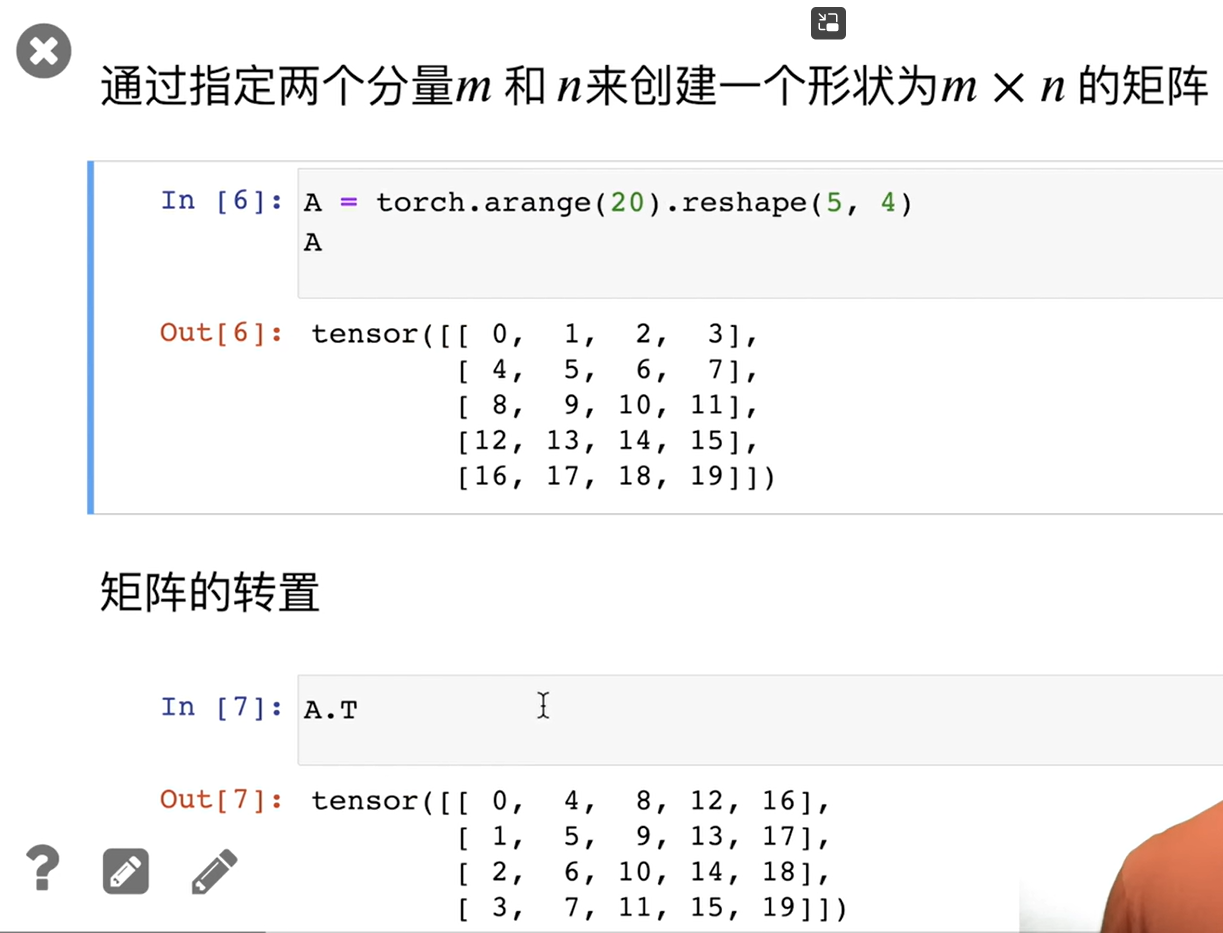 通过指定两个分量m 和 n来创建一个形状为m × n 的矩阵
In [6]: A = torch.arange(20).reshape(5, 4)
A
Out[6]: tensor([[ 0,  1,  2,  3],
[ 4,  5,  6,  7],
[ 8,  9, 10, 11],
[12, 13, 14, 15],
[16, 17, 18, 19]])
矩阵的转置
In [7]: A.T
Out[7]: tensor([[ 0,  4,  8, 12, 16],
[ 1,  5,  9, 13, 17],
[ 2,  6, 10, 14, 18],
[ 3,  7, 11, 15, 19]])